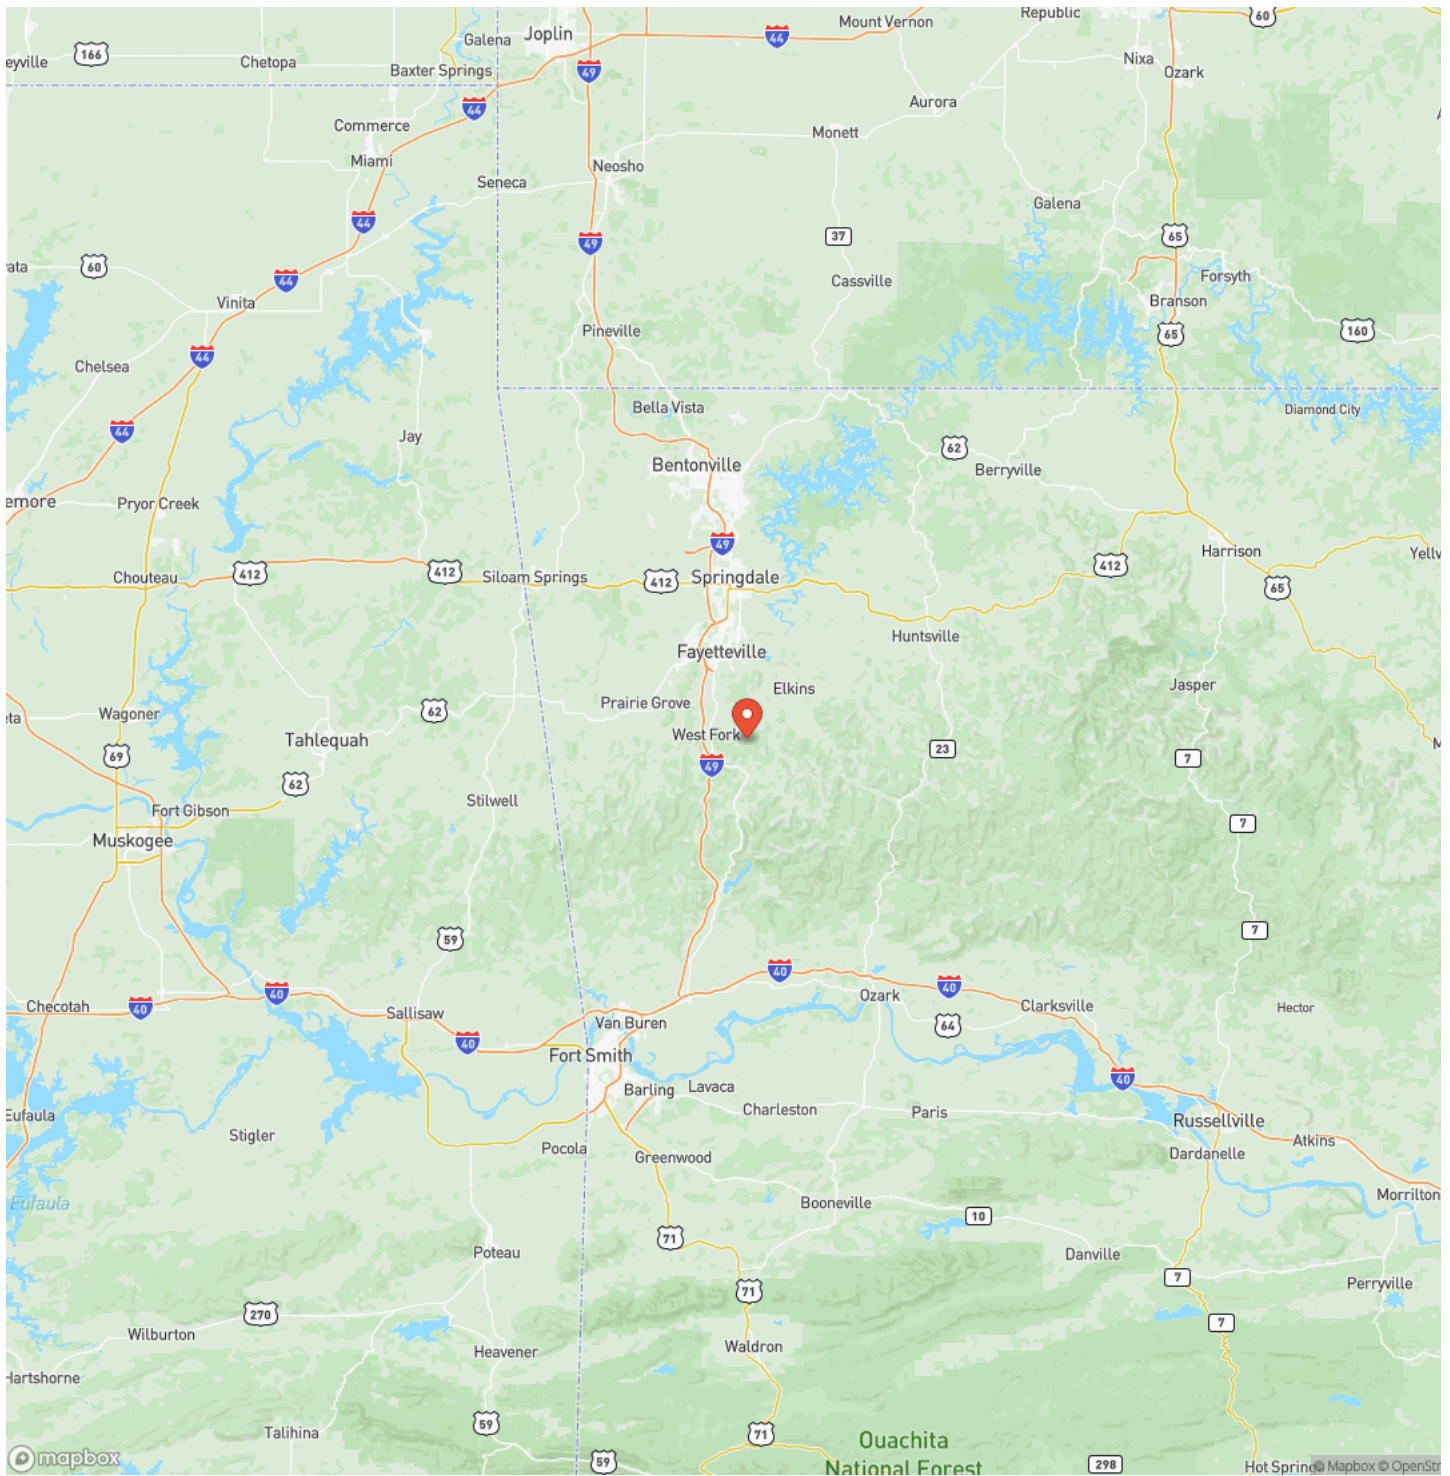 Joplin
Galena
44
Mount Vernon
Republic
60
166
eyville
Chetopa
Baxter Springs
49
Nixa
Ozark
44
Aurora
Commerce
Monett
Miami
Neosho
Seneca
Galena
44
37
65
49
vata
60
44
Cassville
Forsyth
Vinita
Branson
Pineville
65
160
44
Chelsea
Bella Vista
Diamond City
44
Jay
62
Bentonville
Berryville
emore
Pryor Creek
49
Harrison
Yellv
412
412
412
Chouteau
Siloam Springs
412
Springdale
65
Huntsville
Fayetteville
Elkins
Jasper
Prairie Grove
62
Wagoner
West Fork
Tahlequah
23
69
7
49
62
Stilwell
Fort Gibson
7
Muskogee
59
7
40
40
40
40
Checotah
Sallisaw
Ozark
Clarksville
Hector
40
Van Buren
64
Fort Smith
40
Barling
Lavaca
Charleston
Paris
Eufaula
Russellville
Stigler
Pocola
Atkins
Greenwood
Dardanelle
Eufaula
Booneville
Morrilton
10
71
Poteau
Danville
7
71
Perryville
270
7
Wilburton
Waldron
Heavener
Hartshorne
59
Talihina
71
Ouachita
National Forest
mapbox
59
298
Hot Spring
© Mapbox © OpenStr